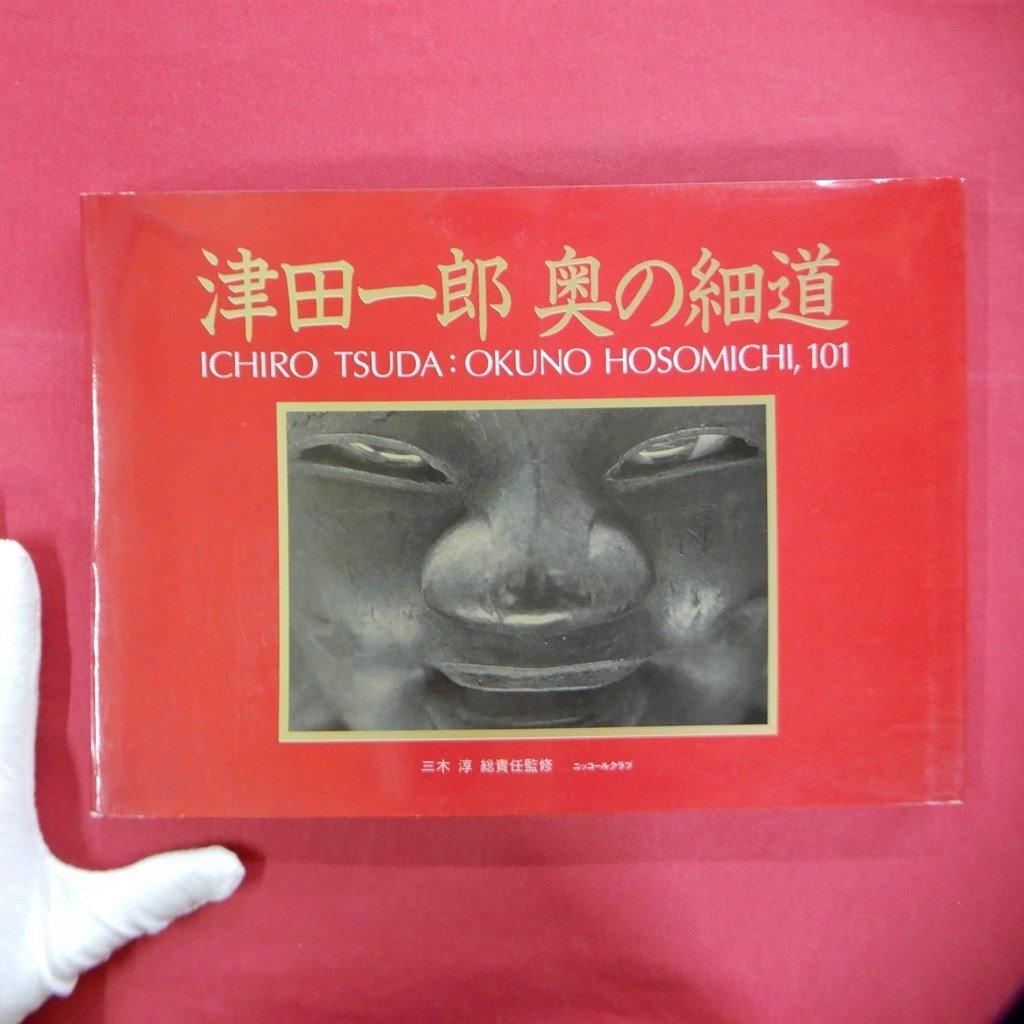 津田一郎 奥の細道
ICHIRO TSUDA: OKUNO HOSOMICHI, 101
三木 淳 総責任監修 ニッコールクラブ